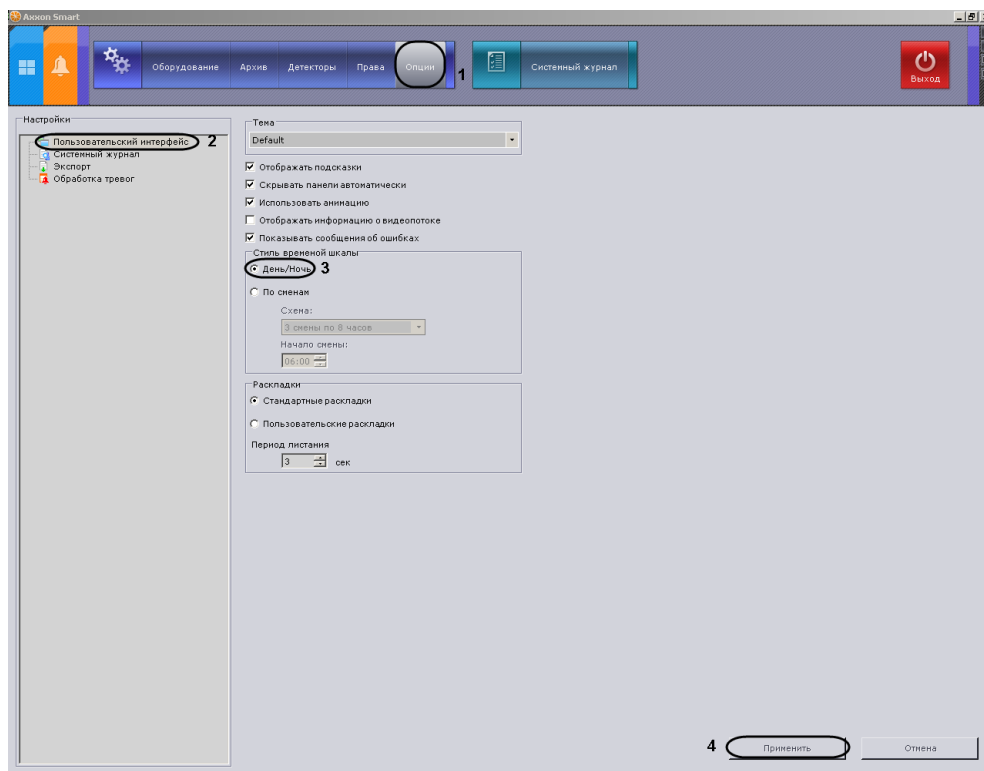 Axxon Smart
Оборудование Архив Детекторы Права Опции 1 Системный журнал Выход
Настройки
Пользовательский интерфейс 2
Системный журнал
Экспорт
Обработка тревог
Тема
Default
Отображать подсказки
Скрывать панели автоматически
Использовать анимацию
Отображать информацию о видеопотоке
Показывать сообщения об ошибках
Стиль временой шкалы
День/Ночь 3
По сменам
Схема:
3 смены по 8 часов
Начало смены:
06:00
Раскладки
Стандартные раскладки
Пользовательские раскладки
Период листания
3 сек
4 Применить Отмена